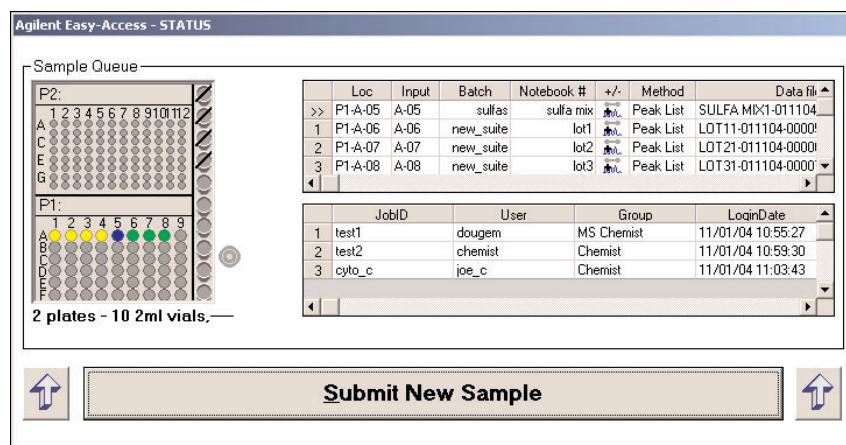 Agilent Easy-Access - STATUS
Sample Queue
P2:
1 2 3 4 5 6 7 8 9 10 11 12
A
C
E
G
P1:
1 2 3 4 5 6 7 8 9
A
B
C
D
E
F
2 plates - 10 2ml vials,
Loc Input Batch Notebook # +/- Method Data fil
>> P1-A-05 A-05 sulfas sulfa mix Peak List SULFA MIX1-011104
1 P1-A-06 A-06 new_suite lot1 Peak List LOT11-011104-0000
2 P1-A-07 A-07 new_suite lot2 Peak List LOT21-011104-0000
3 P1-A-08 A-08 new_suite lot3 Peak List LOT31-011104-0000
JobID User Group LoginDate
1 test1 dougem MS Chemist 11/01/04 10:55:27
2 test2 chemist Chemist 11/01/04 10:59:30
3 cyto_c joe_c Chemist 11/01/04 11:03:43
Submit New Sample